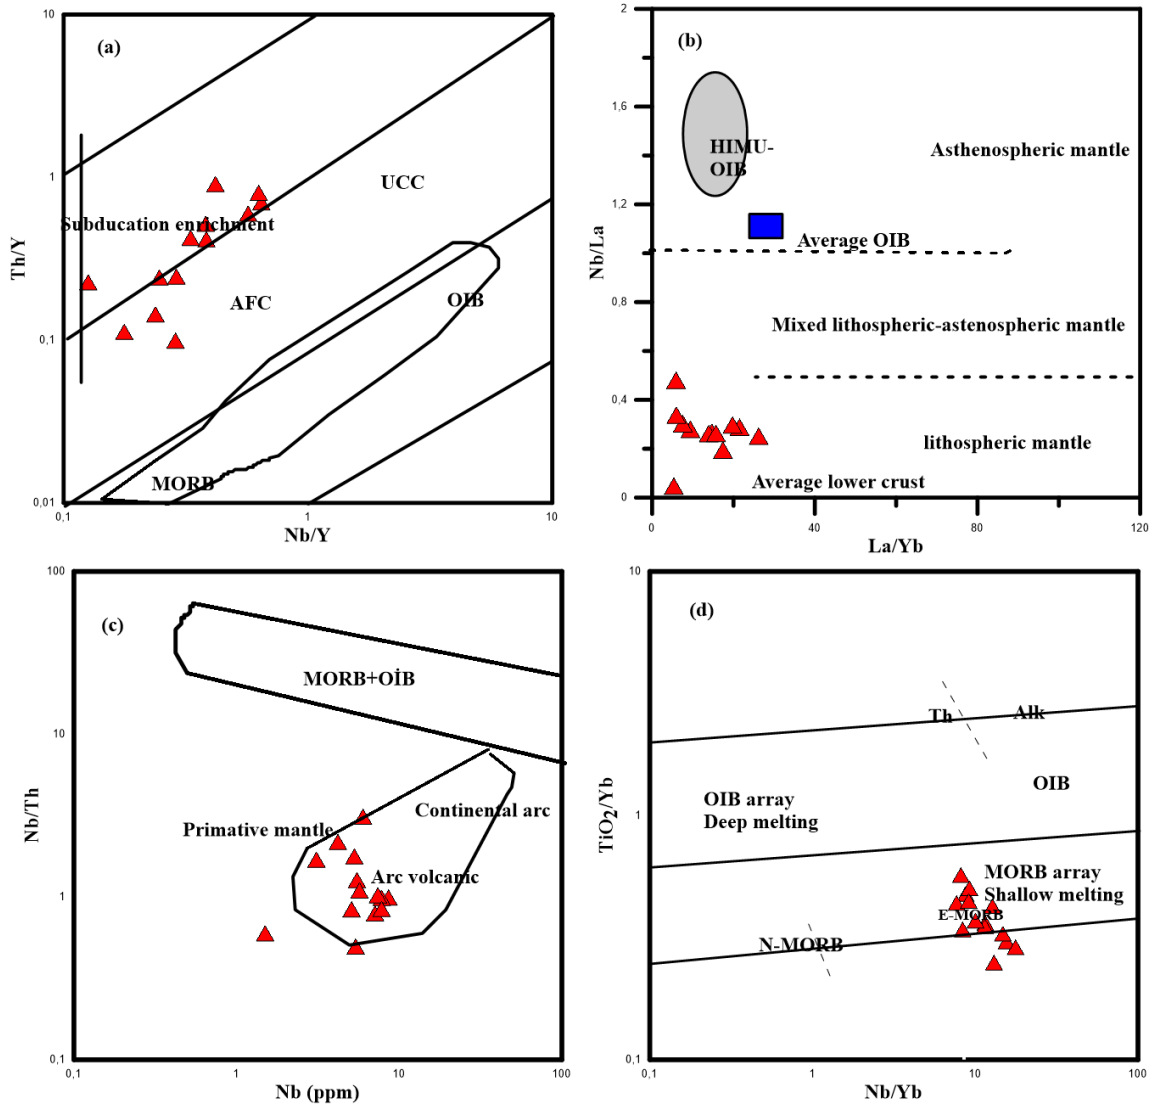 (a)
10
1
0,1
0,01
Th/Y
UCC
Subducation enrichment
AFC
OIB
MORB
0,1
1
10
Nb/Y
(b)
2
1,6
1,2
0,8
0,4
0
Nb/La
HIMU-
OIB
Asthenospheric mantle
Average OIB
Mixed lithospheric-astenospheric mantle
lithospheric mantle
Average lower crust
0
40
80
120
La/Yb
(c)
100
10
1
0,1
Nb/Th
MORB+OİB
Continental arc
Primative mantle
Arc volcanic
0,1
1
10
100
Nb (ppm)
(d)
10
1
0,1
TiO2/Yb
Th
Alk
OIB
OIB array
Deep melting
MORB array
Shallow melting
E-MORB
N-MORB
0,1
1
10
100
Nb/Yb